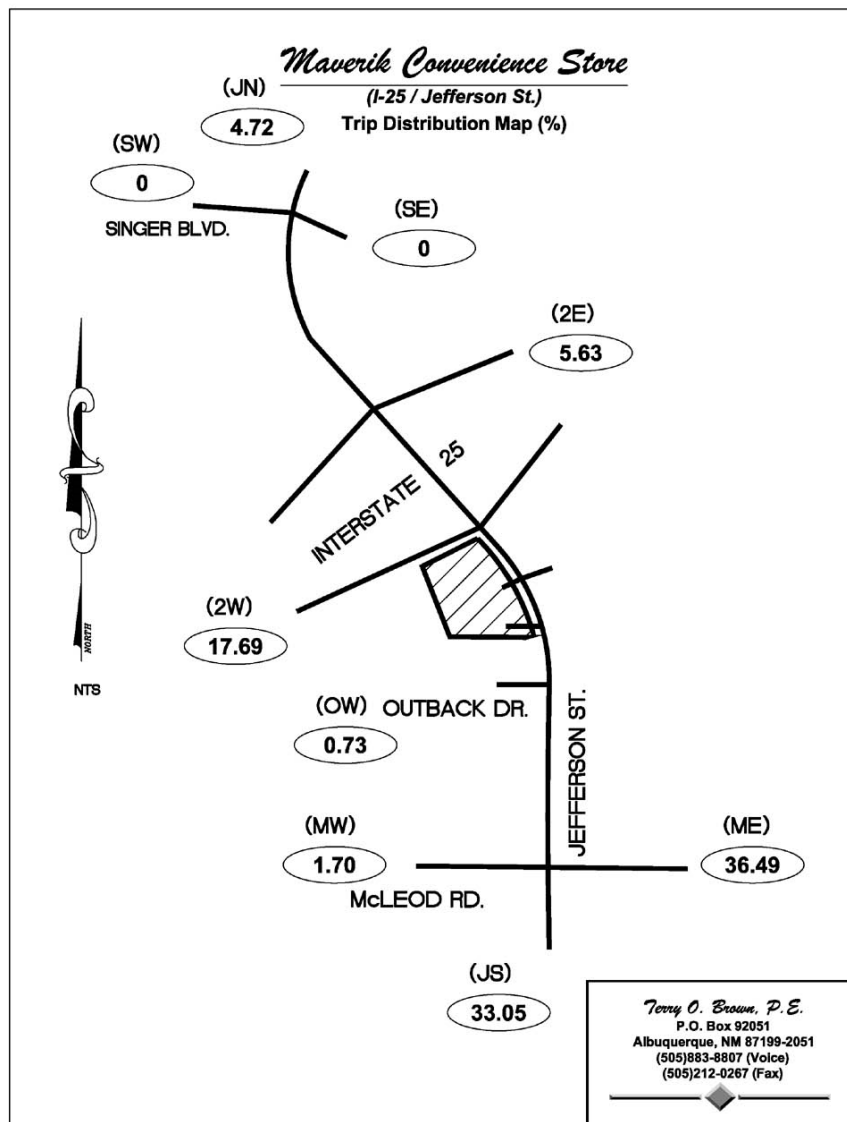 Maverik Convenience Store
(I-25 / Jefferson St.)
Trip Distribution Map (%)
(JN)
4.72
(SW)
0
SINGER BLVD.
(SE)
0
(2E)
5.63
INTERSTATE 25
(2W)
17.69
NORTH
NTS
(OW)
0.73
OUTBACK DR.
JEFFERSON ST.
(MW)
1.70
McLEOD RD.
(ME)
36.49
(JS)
33.05
Terry O. Brown, P.E.
P.O. Box 92051
Albuquerque, NM 87199-2051
(505)883-8807 (Voice)
(505)212-0267 (Fax)